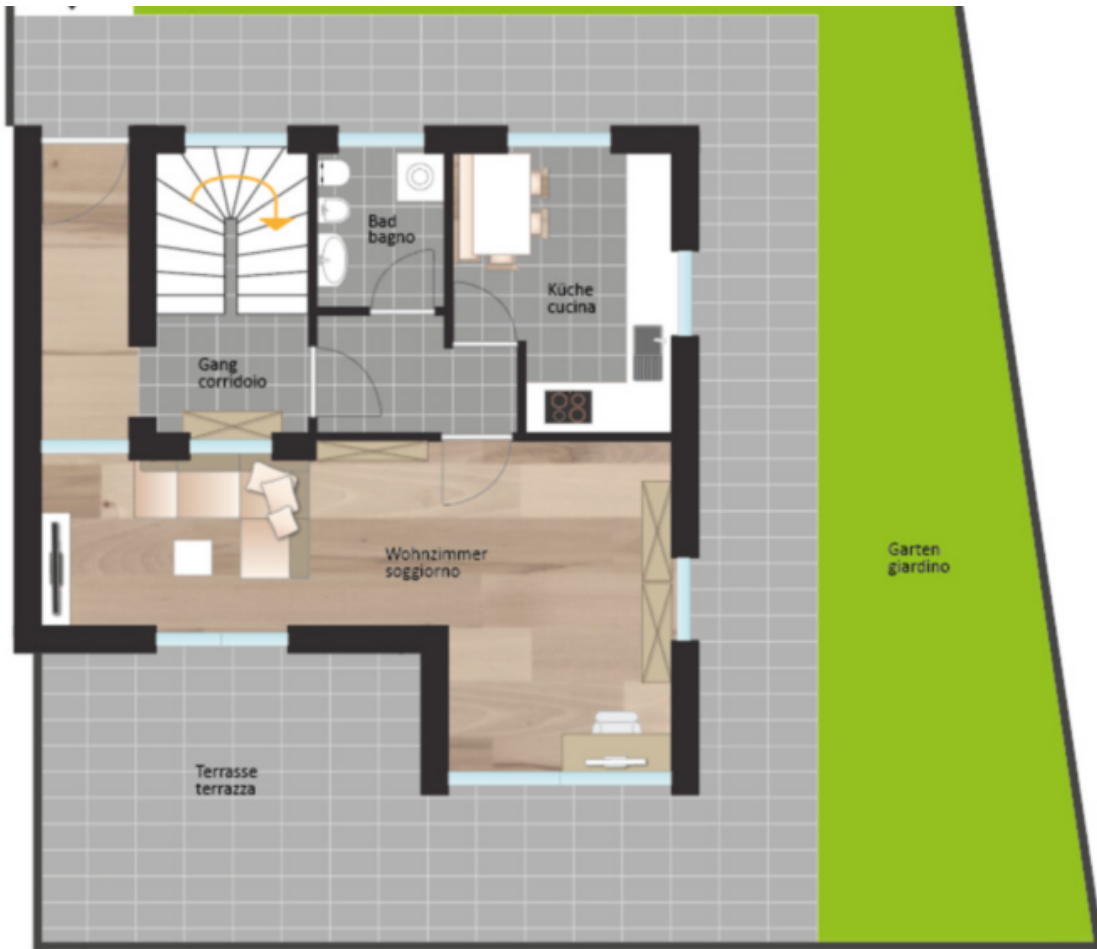 Bad
bagno
Küche
cucina
Gang
corridoio
Wohnzimmer
soggiorno
Garten
giardino
Terrasse
terrazza